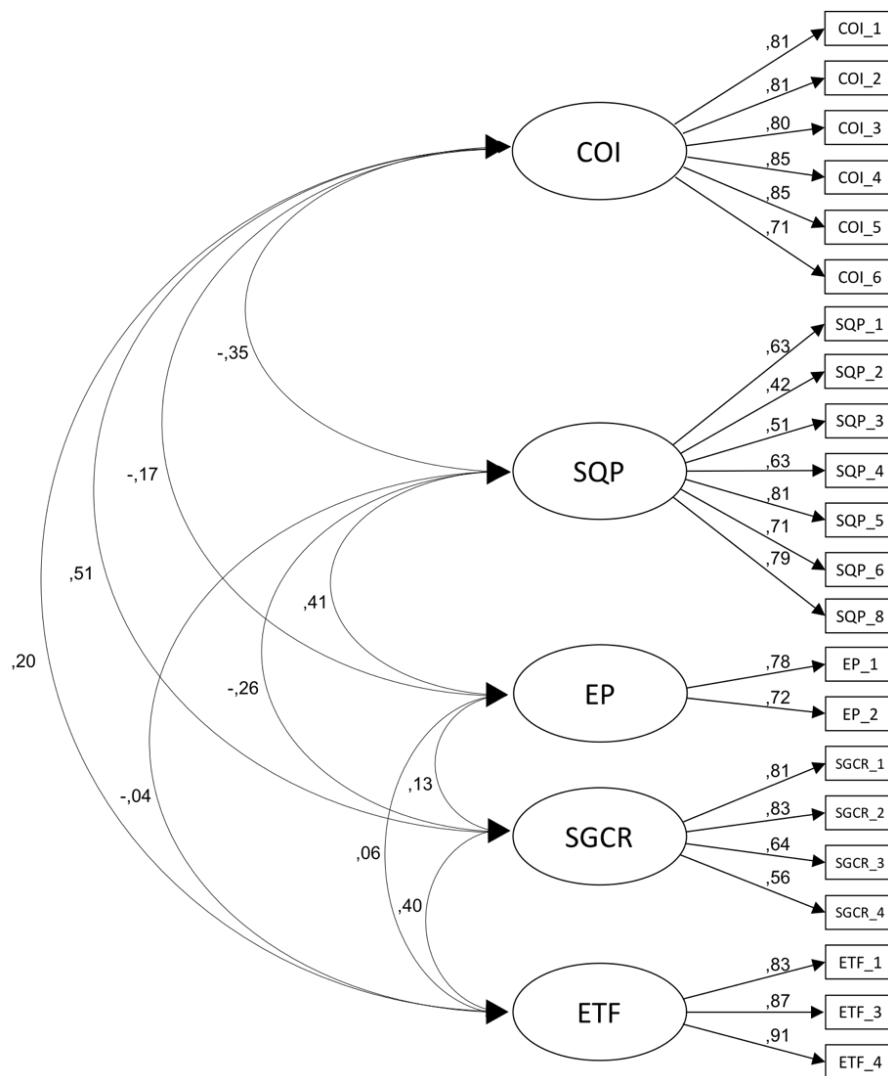 COI_1
,81
COI_2
,81
COI_3
,80
COI
COI_4
,85
COI_5
,85
COI_6
,71
SQP_1
,63
-,35
SQP_2
,42
SQP_3
,51
SQP
SQP_4
,63
-,17
SQP_5
,81
SQP_6
,71
,51
SQP_8
,79
,41
EP_1
,78
,20
EP
-,26
EP_2
,72
SGCR_1
,81
,13
-,04
SGCR_2
,83
SGCR
,06
SGCR_3
,64
SGCR_4
,56
,40
ETF_1
,83
ETF
ETF_3
,87
ETF_4
,91